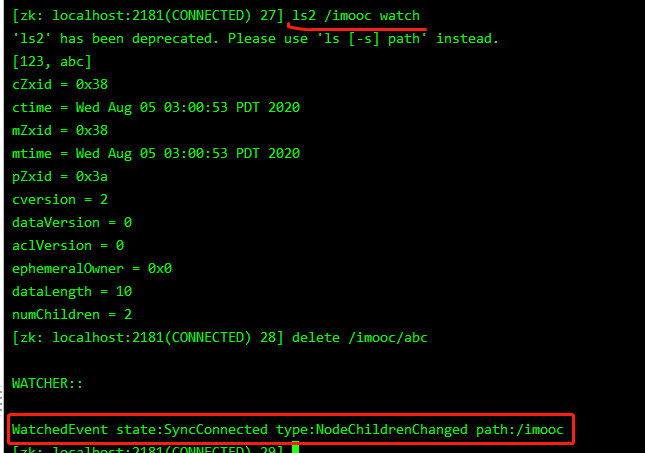 [zk: localhost:2181(CONNECTED) 27] ls2 /imooc watch
'ls2' has been deprecated. Please use 'ls [-s] path' instead.
[123, abc]
cZxid = 0x38
ctime = Wed Aug 05 03:00:53 PDT 2020
mZxid = 0x38
mtime = Wed Aug 05 03:00:53 PDT 2020
pZxid = 0x3a
cversion = 2
dataVersion = 0
aclVersion = 0
ephemeralOwner = 0x0
dataLength = 10
numChildren = 2
[zk: localhost:2181(CONNECTED) 28] delete /imooc/abc
WATCHER::
WatchedEvent state:SyncConnected type:NodeChildrenChanged path:/imooc
[zk: localhost:2181(CONNECTED) 29]